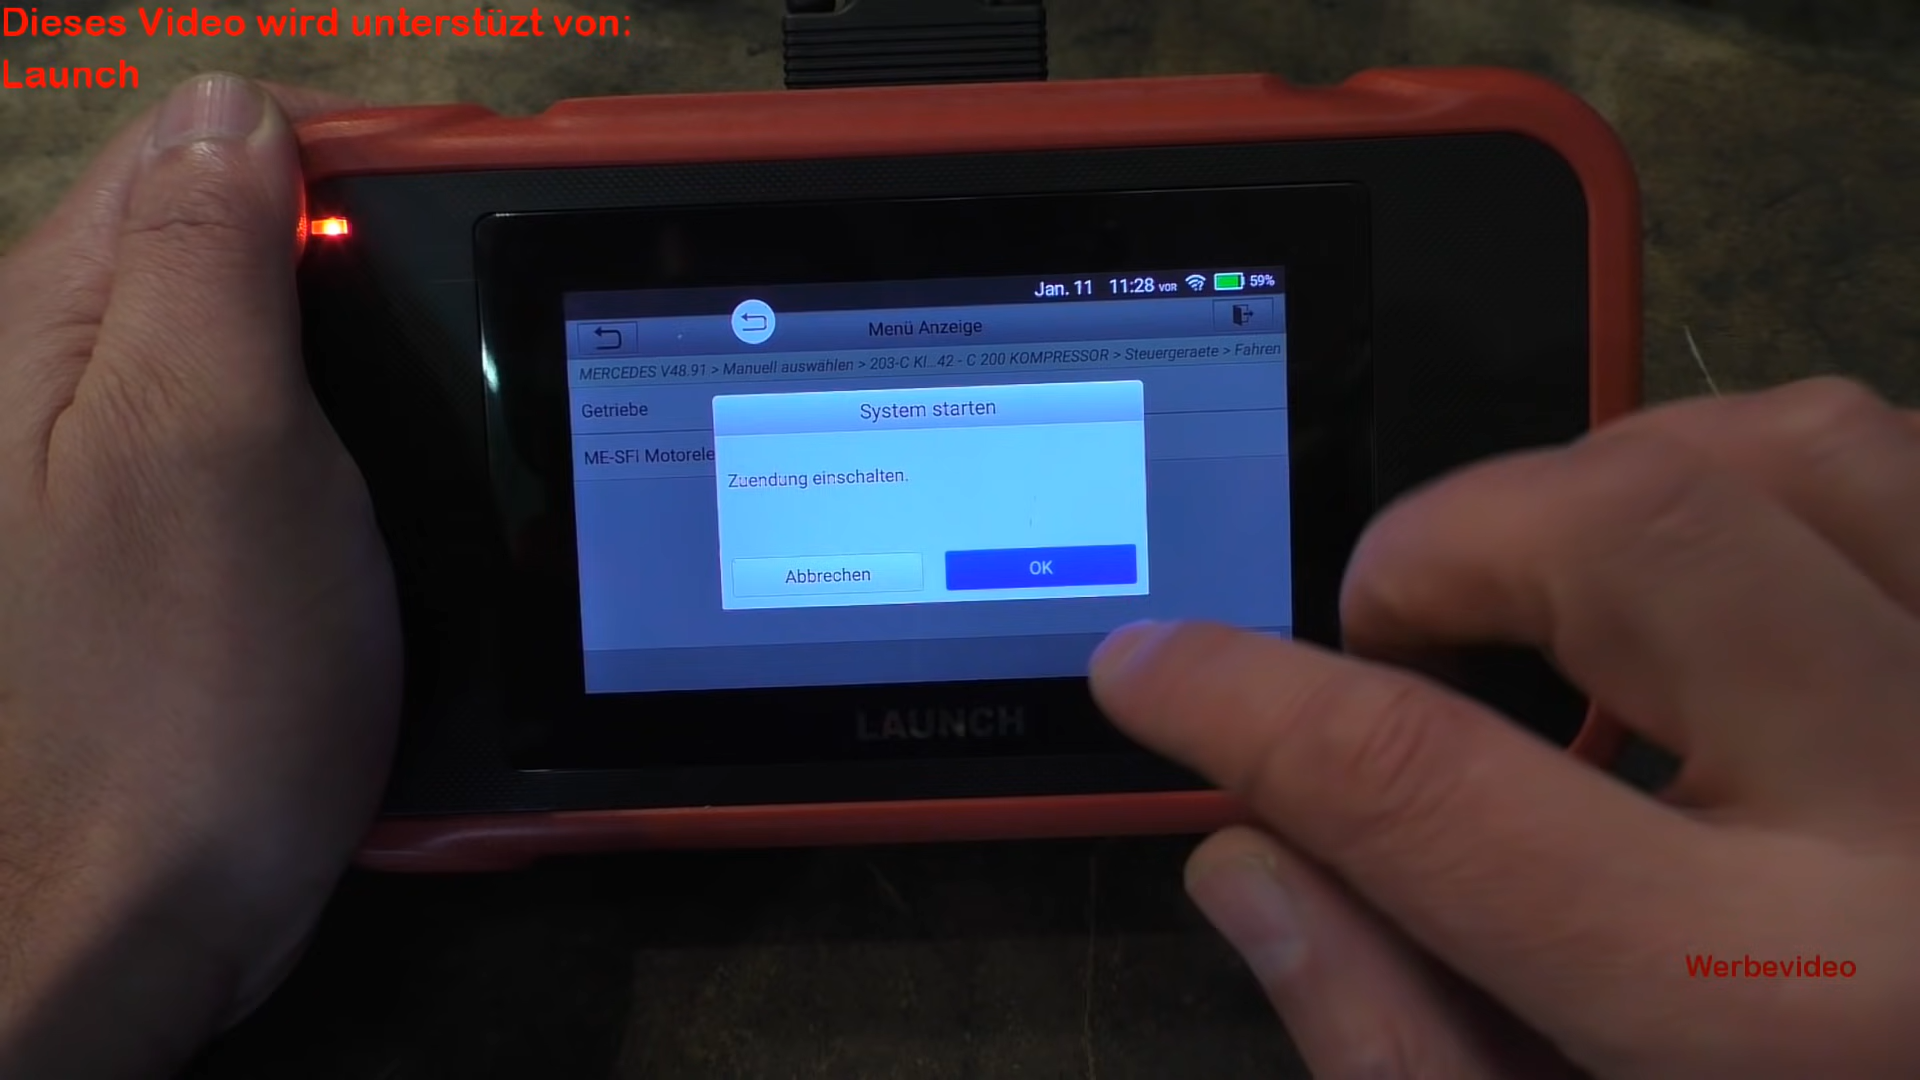 Dieses Video wird unterstüzt von:
Launch
Jan. 11 11:28 VOR 59%
Menü Anzeige
MERCEDES V48.91 > Manuell auswählen > 203-C Kl...42 - C 200 KOMPRESSOR > Steuergeraete > Fahren
Getriebe
ME-SFI Motorele
System starten
Zuendung einschalten.
Abbrechen
OK
LAUNCH
Werbevideo